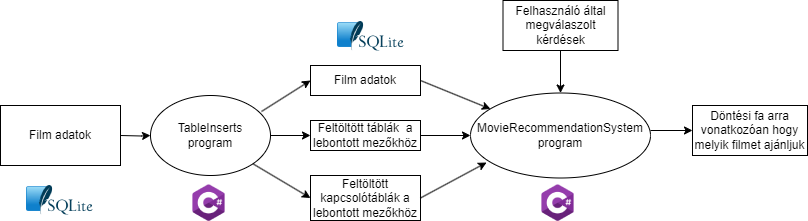 Film adatok
SQLite
TableInserts
program
C#
SQLite
Film adatok
Feltöltött táblák a
lebontott mezőkhöz
Feltöltött
kapcsolótáblák a
lebontott mezőkhöz
Felhasználó által
megválaszolt
kérdések
MovieRecommendationSystem
program
C#
Döntési fa arra
vonatkozóan hogy
melyik filmet ajánljuk